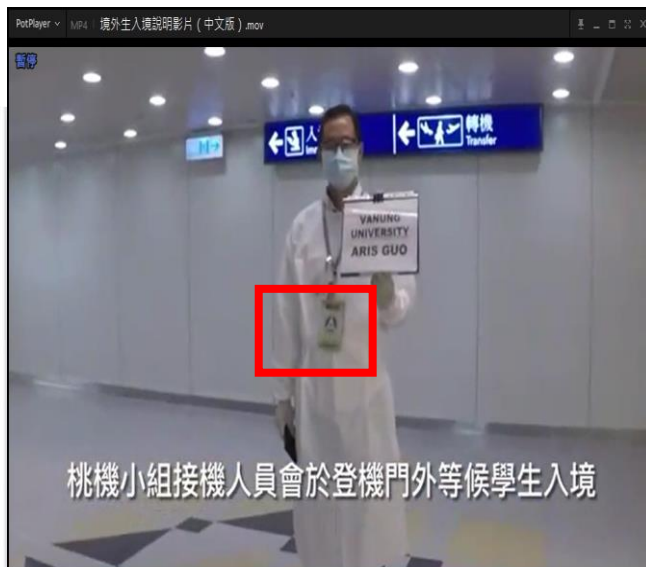 PotPlayer MP4 境外生入境說明影片 ( 中文版 ) .mov
暫停
人
Transfer
轉機
VANUNG
UNIVERSITY
ARIS GUO
桃機小組接機人員會於登機門外等候學生入境